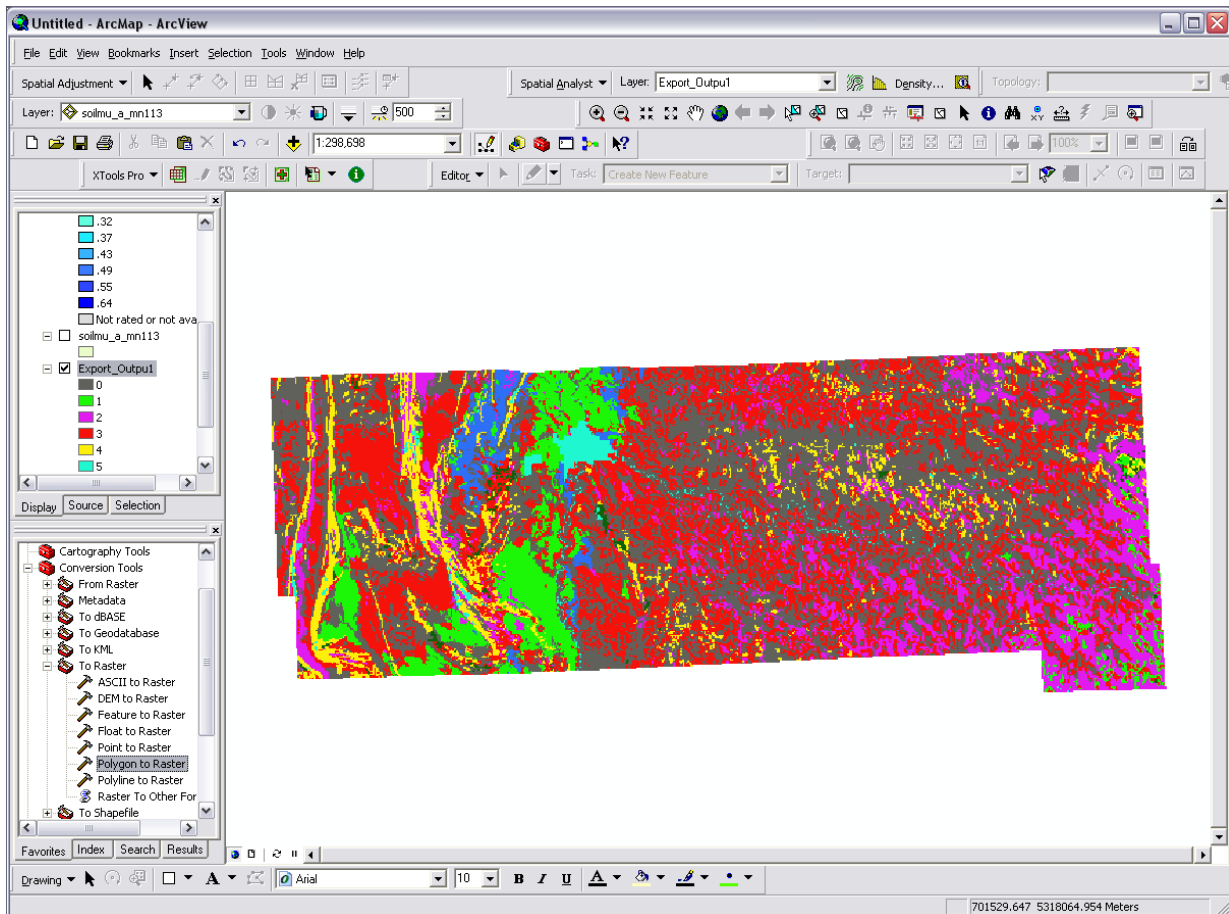 Untitled - ArcMap - ArcView
File Edit View Bookmarks Insert Selection Tools Window Help
Spatial Adjustment Spatial Analyst Layer: Export_Outpu1 Density... Topology:
Layer: soilmu_a_mn113 500
1:298,698 100%
XTools Pro Editor Task: Create New Feature Target:
.32
.37
.43
.49
.55
.64
Not rated or not ava
soilmu_a_mn113
Export_Outpu1
0
1
2
3
4
5
Display Source Selection
Cartography Tools
Conversion Tools
From Raster
Metadata
To dBASE
To Geodatabase
To KML
To Raster
ASCII to Raster
DEM to Raster
Feature to Raster
Float to Raster
Point to Raster
Polygon to Raster
Polyline to Raster
Raster To Other For
To Shapefile
Favorites Index Search Results
Drawing A Arial 10 B I U A
701529.647 5318064.954 Meters